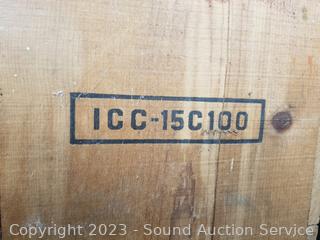 ICC-15C100
Copyright 2023 - Sound Auction Service